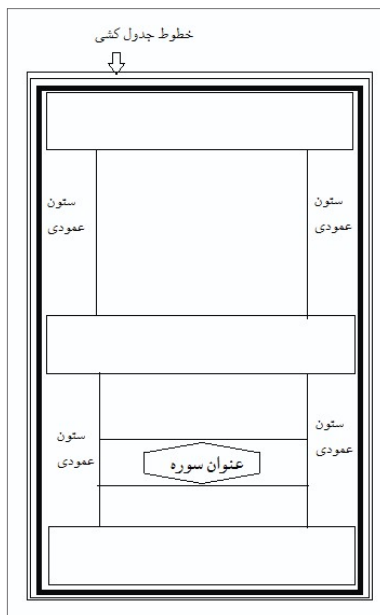 خطوط جدول کشی
ستون
عمودی
ستون
عمودی
ستون
عمودی
ستون
عمودی
عنوان سوره